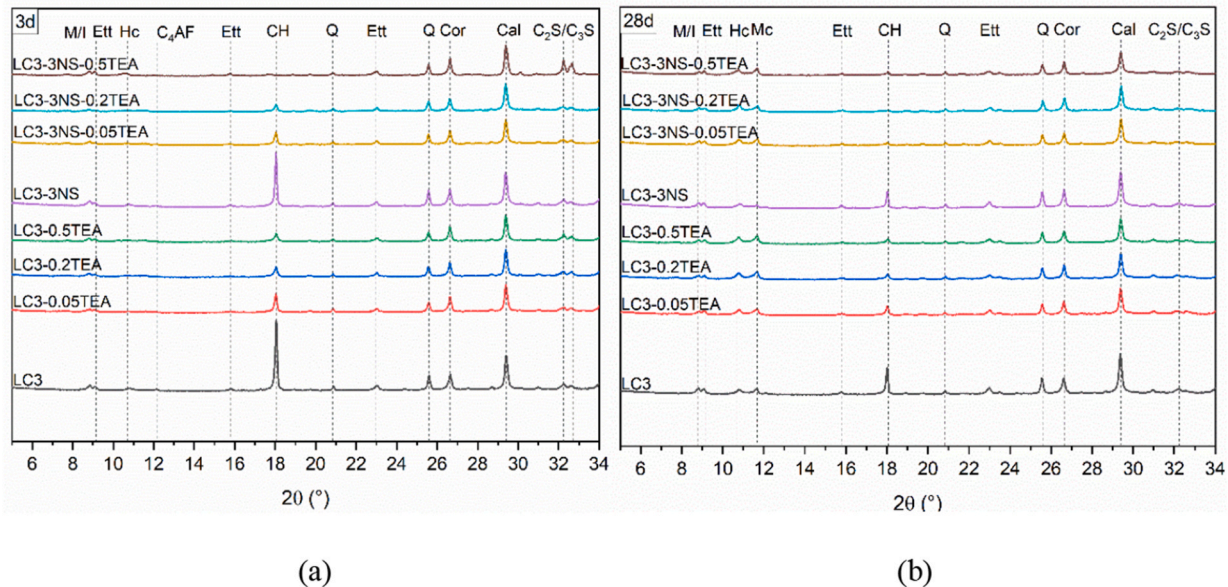 3d
M/I Ett Hc C₄AF Ett CH Q Ett Q Cor Cal C₂S/C₃S
LC3-3NS-0.5TEA
LC3-3NS-0.2TEA
LC3-3NS-0.05TEA
LC3-3NS
LC3-0.5TEA
LC3-0.2TEA
LC3-0.05TEA
LC3
6 8 10 12 14 16 18 20 22 24 26 28 30 32 34
2θ (°)
(a)
28d
M/I Ett Hc Mc Ett CH Q Ett Q Cor Cal C₂S/C₃S
LC3-3NS-0.5TEA
LC3-3NS-0.2TEA
LC3-3NS-0.05TEA
LC3-3NS
LC3-0.5TEA
LC3-0.2TEA
LC3-0.05TEA
LC3
6 8 10 12 14 16 18 20 22 24 26 28 30 32 34
2θ (°)
(b)